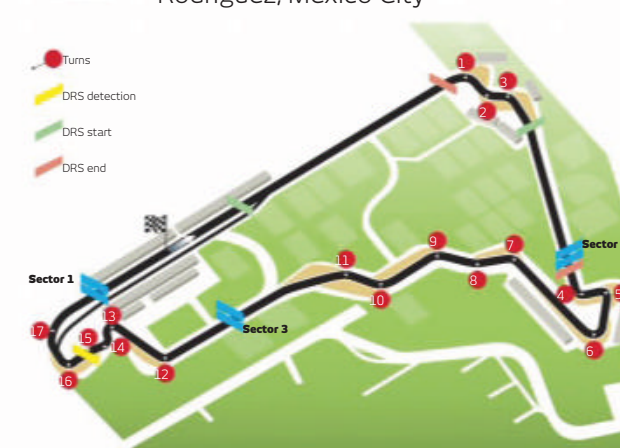 Rodriguez, Mexico City
Turns
DRS detection
DRS start
DRS end
1
3
2
Sector
Sector 1
11
9
7
10
8
4
5
6
Sector 3
17
13
15
14
16
12